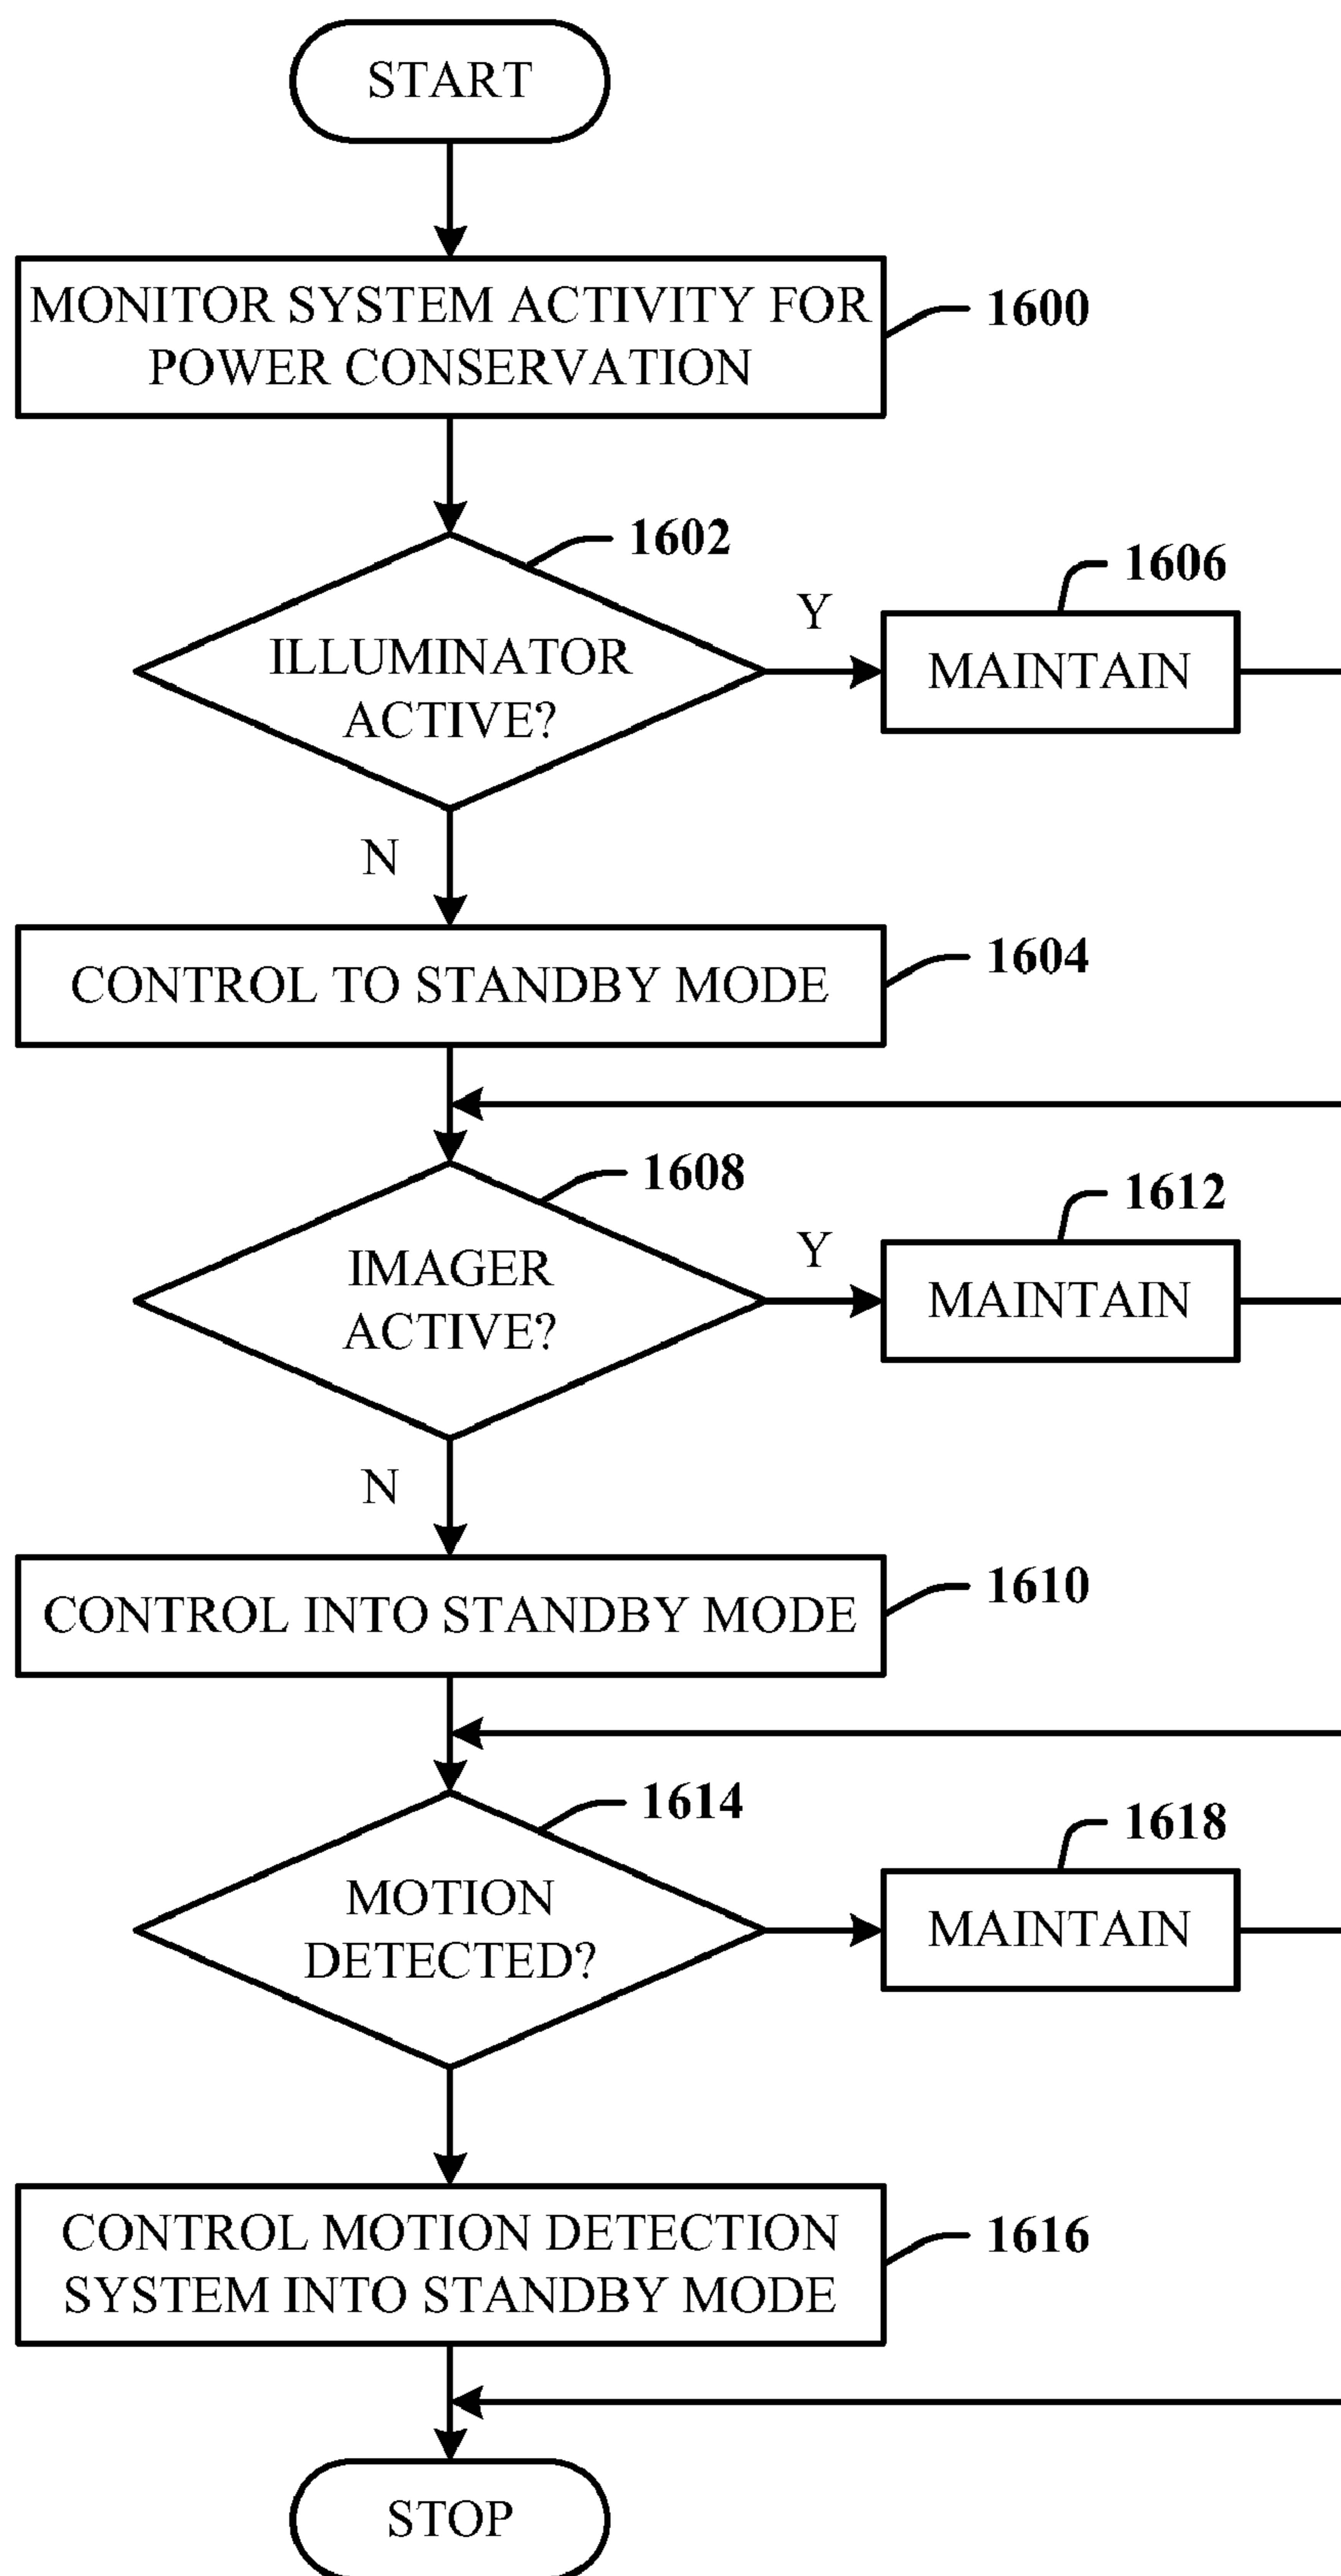 START
MONITOR SYSTEM ACTIVITY FOR
POWER CONSERVATION
1600
1602
ILLUMINATOR
ACTIVE?
Y
1606
MAINTAIN
N
CONTROL TO STANDBY MODE
1604
1608
IMAGER
ACTIVE?
Y
1612
MAINTAIN
N
CONTROL INTO STANDBY MODE
1610
1614
MOTION
DETECTED?
1618
MAINTAIN
CONTROL MOTION DETECTION
SYSTEM INTO STANDBY MODE
1616
STOP